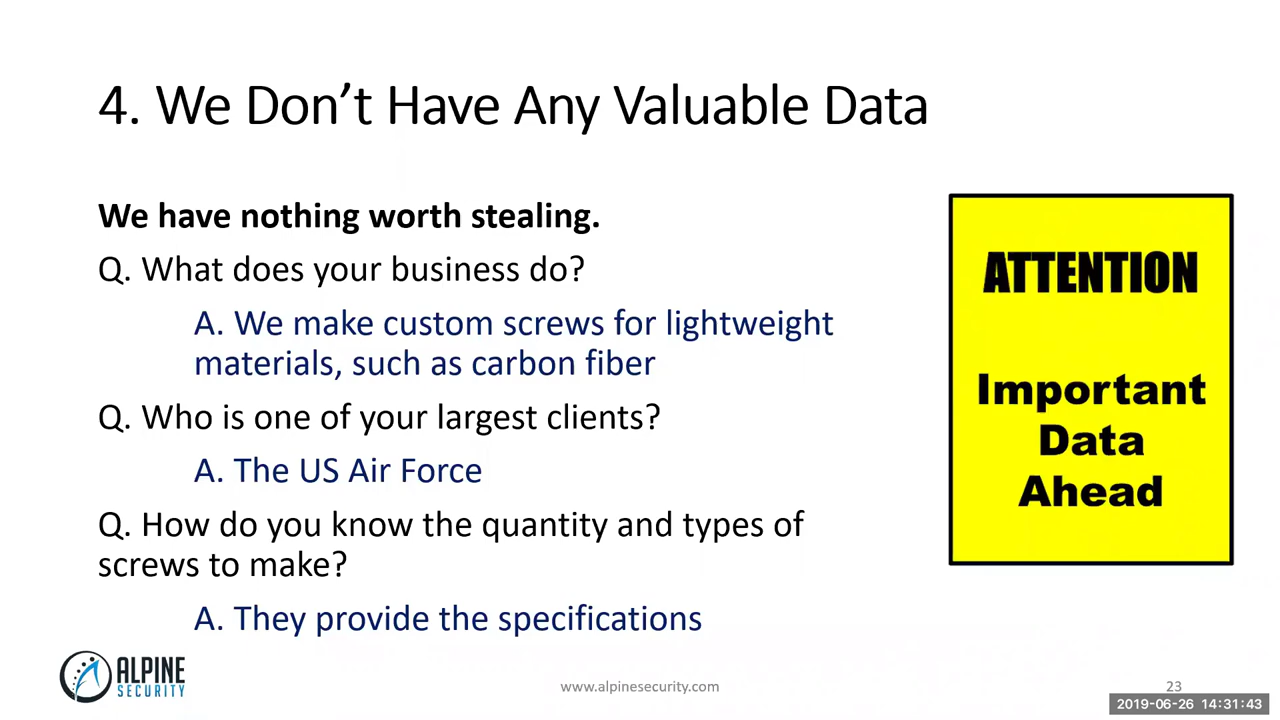 4. We Don’t Have Any Valuable Data
We have nothing worth stealing.
Q. What does your business do?
A. We make custom screws for lightweight
materials, such as carbon fiber
Q. Who is one of your largest clients?
A. The US Air Force
Q. How do you know the quantity and types of
screws to make?
A. They provide the specifications
ATTENTION
Important
Data
Ahead
ALPINE
SECURITY
www.alpinesecurity.com
23
2019-06-26 14:31:43